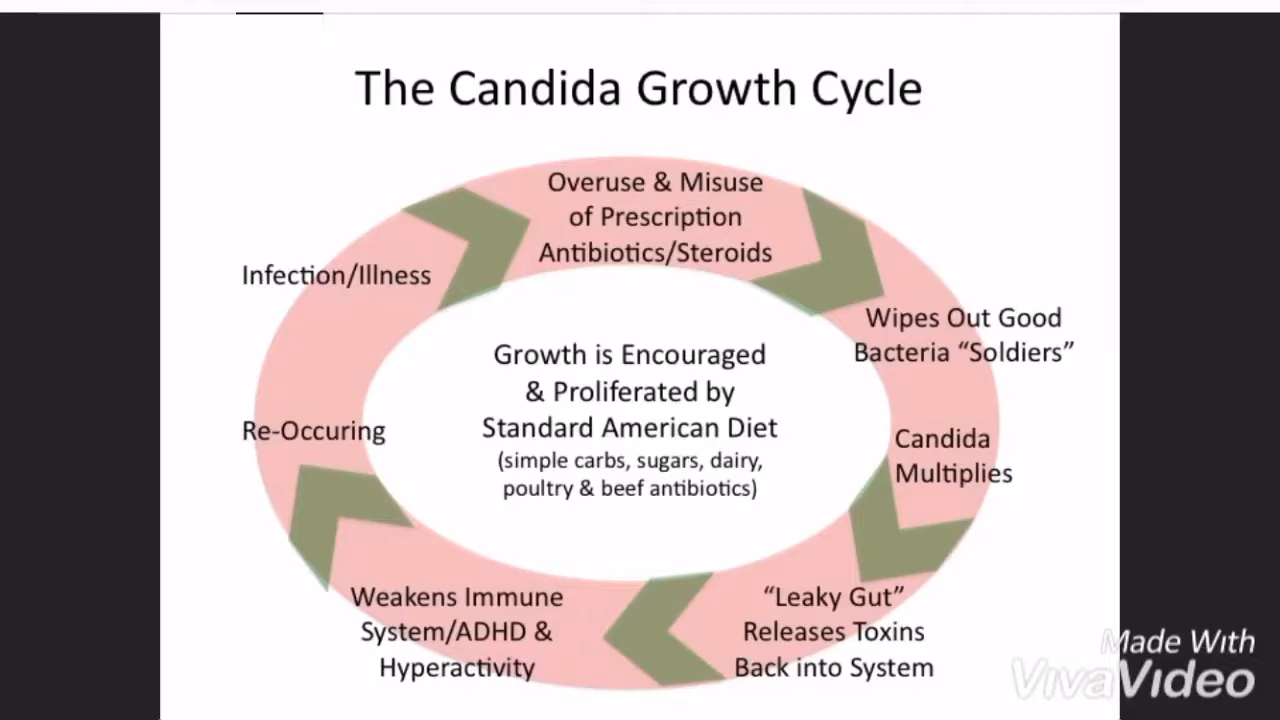 The Candida Growth Cycle
Overuse & Misuse
of Prescription
Antibiotics/Steroids
Wipes Out Good
Bacteria “Soldiers”
Candida
Multiplies
“Leaky Gut”
Releases Toxins
Back into System
Weakens Immune
System/ADHD &
Hyperactivity
Re-Occuring
Infection/Illness
Growth is Encouraged
& Proliferated by
Standard American Diet
(simple carbs, sugars, dairy,
poultry & beef antibiotics)
Made With
VivaVideo